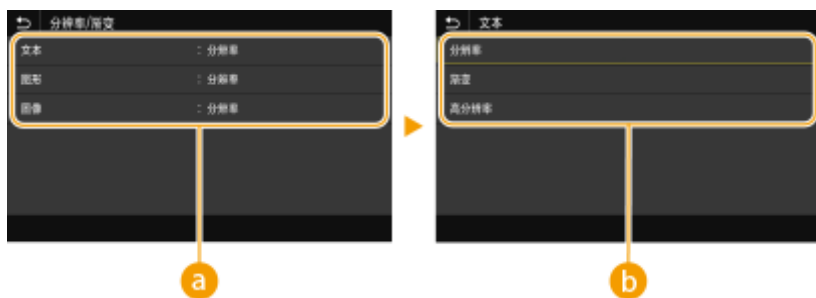 分辨率/渐变
文本 : 分辨率
图形 : 分辨率
图像 : 分辨率
a
文本
分辨率
渐变
高分辨率
b